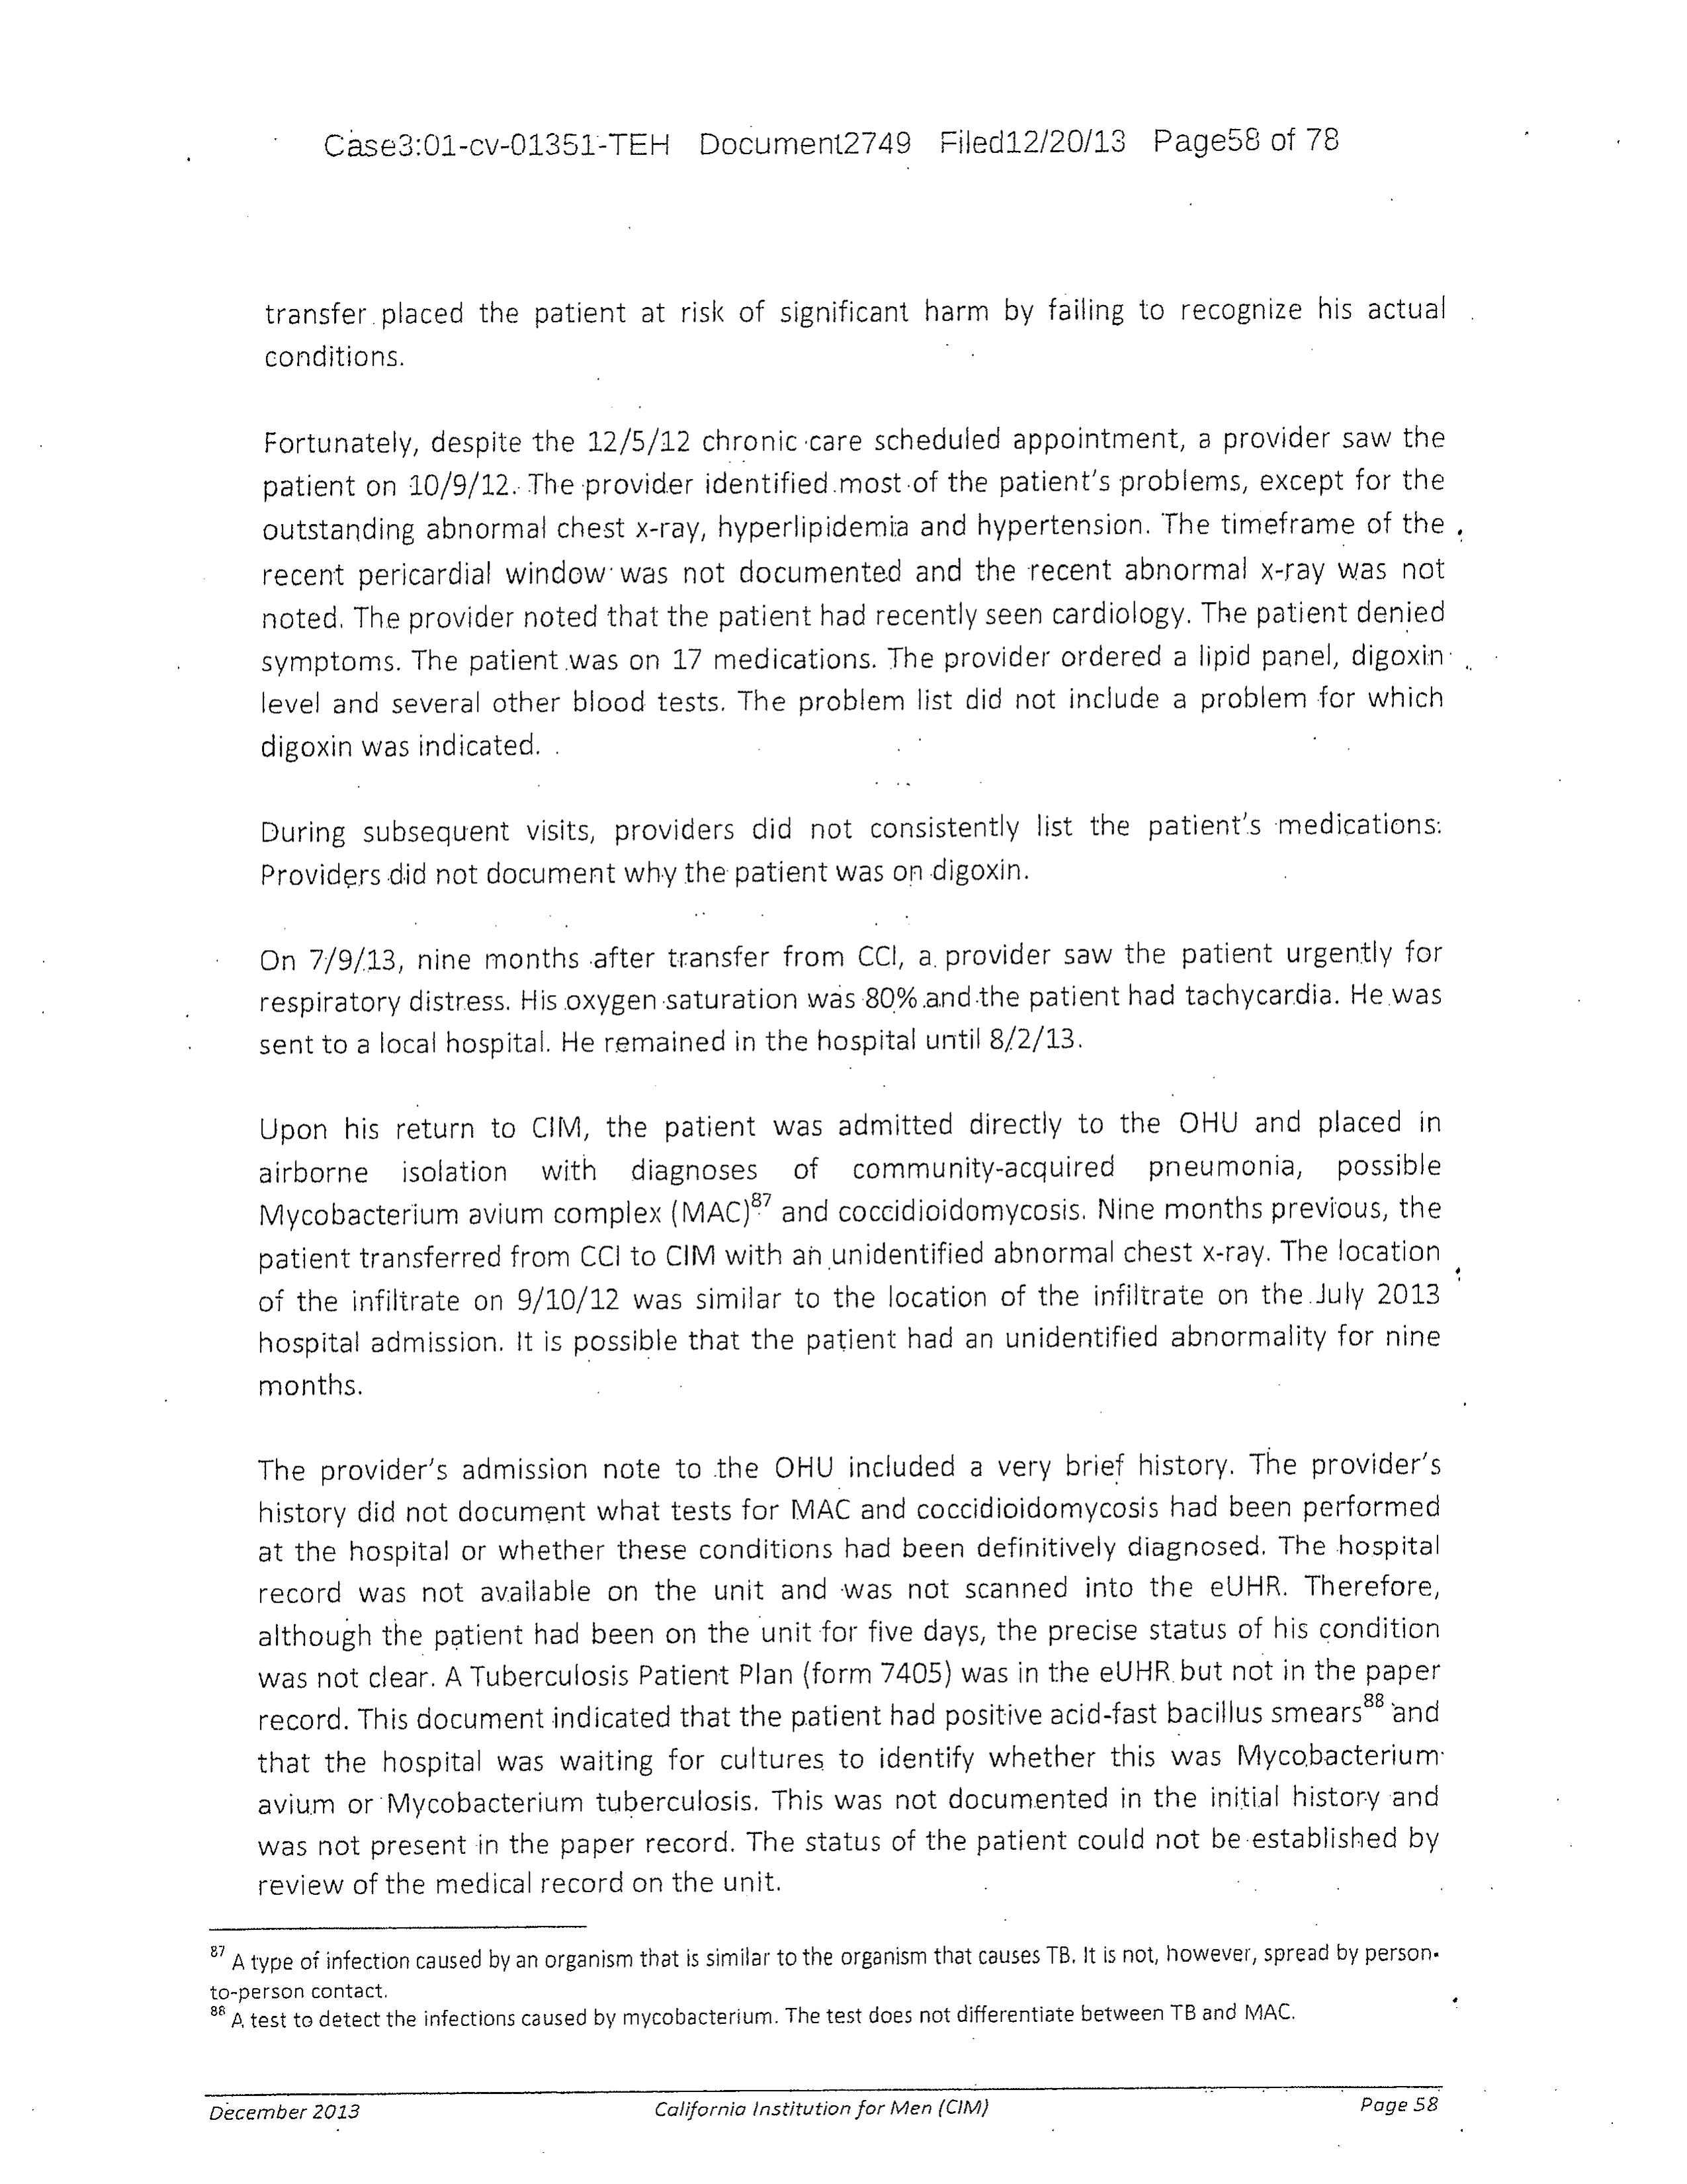 Case3:01-cv-01351-TEH Document2749 Filed12/20/13 Page58 of 78
transfer placed the patient at risk of significant harm by failing to recognize his actual
conditions.
Fortunately, despite the 12/5/12 chronic care scheduled appointment, a provider saw the
patient on 10/9/12. The provider identified most of the patient's problems, except for the
outstanding abnormal chest x-ray, hyperlipidemia and hypertension. The timeframe of the
recent pericardial window was not documented and the recent abnormal x-ray was not
noted. The provider noted that the patient had recently seen cardiology. The patient denied
symptoms. The patient was on 17 medications. The provider ordered a lipid panel, digoxin
level and several other blood tests. The problem list did not include a problem for which
digoxin was indicated.
During subsequent visits, providers did not consistently list the patient's medications.
Providers did not document why the patient was on digoxin.
On 7/9/13, nine months after transfer from CCI, a provider saw the patient urgently for
respiratory distress. His oxygen saturation was 80% and the patient had tachycardia. He was
sent to a local hospital. He remained in the hospital until 8/2/13.
Upon his return to CIM, the patient was admitted directly to the OHU and placed in
airborne isolation with diagnoses of community-acquired pneumonia, possible
Mycobacterium avium complex (MAC)87 and coccidioidomycosis. Nine months previous, the
patient transferred from CCI to CIM with an unidentified abnormal chest x-ray. The location
of the infiltrate on 9/10/12 was similar to the location of the infiltrate on the July 2013
hospital admission. It is possible that the patient had an unidentified abnormality for nine
months.
The provider's admission note to the OHU included a very brief history. The provider's
history did not document what tests for MAC and coccidioidomycosis had been performed
at the hospital or whether these conditions had been definitively diagnosed. The hospital
record was not available on the unit and was not scanned into the eUHR. Therefore,
although the patient had been on the unit for five days, the precise status of his condition
was not clear. A Tuberculosis Patient Plan (form 7405) was in the eUHR but not in the paper
record. This document indicated that the patient had positive acid-fast bacillus smears88 and
that the hospital was waiting for cultures to identify whether this was Mycobacterium
avium or Mycobacterium tuberculosis. This was not documented in the initial history and
was not present in the paper record. The status of the patient could not be established by
review of the medical record on the unit.
87 A type of infection caused by an organism that is similar to the organism that causes TB. It is not, however, spread by person-
to-person contact.
88 A test to detect the infections caused by mycobacterium. The test does not differentiate between TB and MAC.
December 2013 California Institution for Men (CIM) Page 58